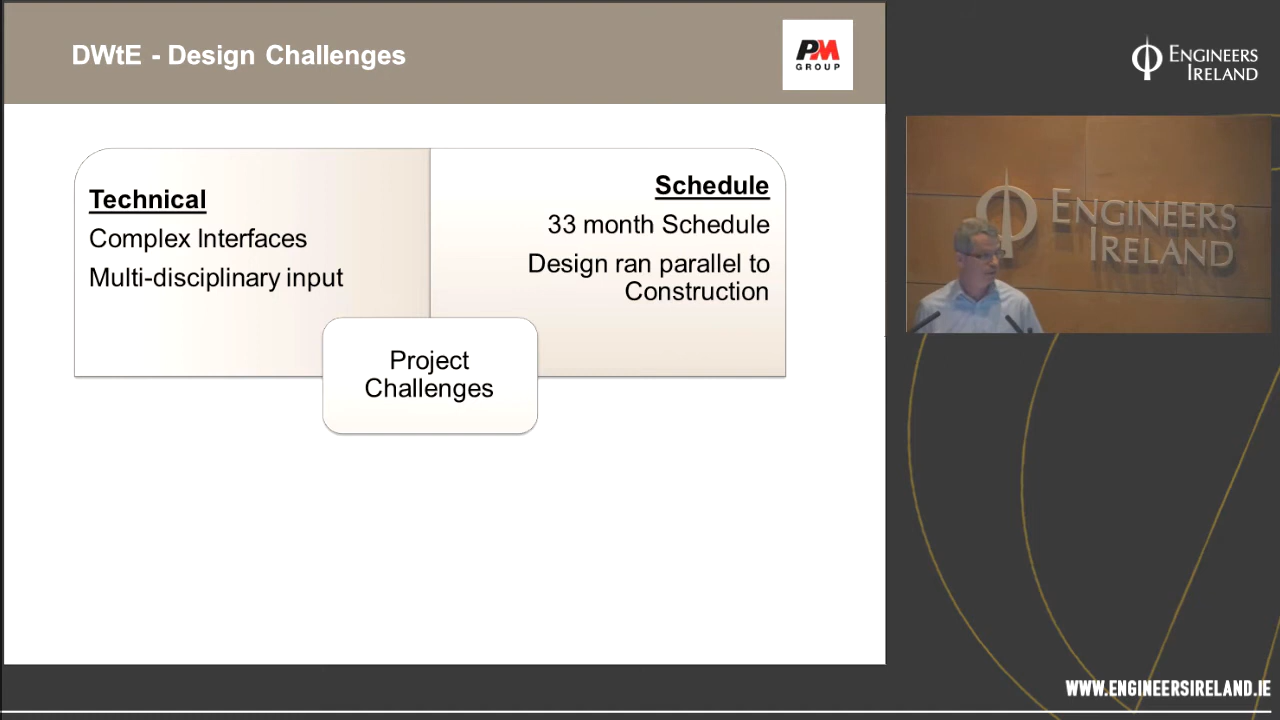 DWtE - Design Challenges
PM
GROUP
Technical
Complex Interfaces
Multi-disciplinary input
Schedule
33 month Schedule
Design ran parallel to
Construction
Project
Challenges
ENGINEERS
IRELAND
ENGINEERS
IRELAND
WWW.ENGINEERSIRELAND.IE